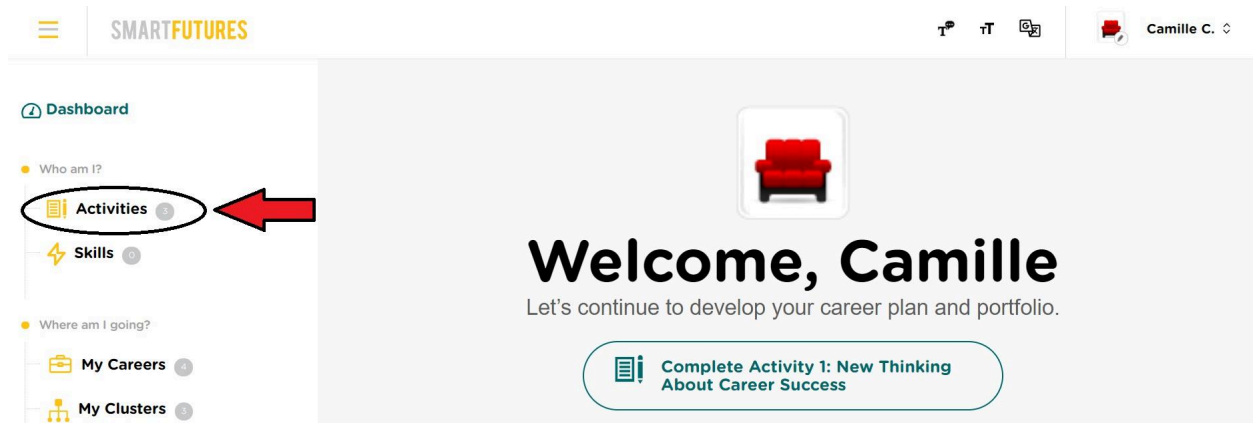 SMARTFUTURES
Camille C.
Dashboard
Who am I?
Activities 3
Skills 0
Where am I going?
My Careers 4
My Clusters 3
Welcome, Camille
Let's continue to develop your career plan and portfolio.
Complete Activity 1: New Thinking
About Career Success